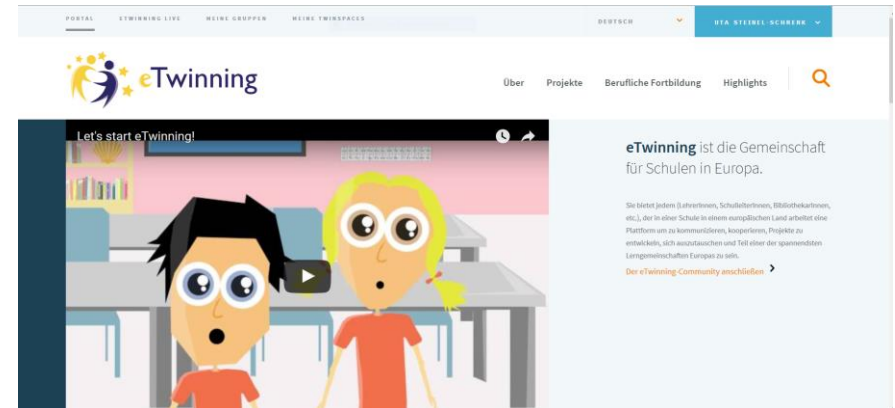 PORTAL ETWINNING LIVE MEINE GRUPPEN MEINE TWINSPACES DEUTSCH UTA STEINEL-SCHRENK
eTwinning
Über Projekte Berufliche Fortbildung Highlights
Let's start eTwinning!
eTwinning ist die Gemeinschaft
für Schulen in Europa.
Sie bietet jedem (LehrerInnen, SchulleiterInnen, BibliothekarInnen,
etc.), der in einer Schule in einem europäischen Land arbeitet eine
Plattform um zu kommunizieren, kooperieren, Projekte zu
entwickeln, sich auszutauschen und Teil einer der spannendsten
Lerngemeinschaften Europas zu sein.
Der eTwinning-Community anschließen